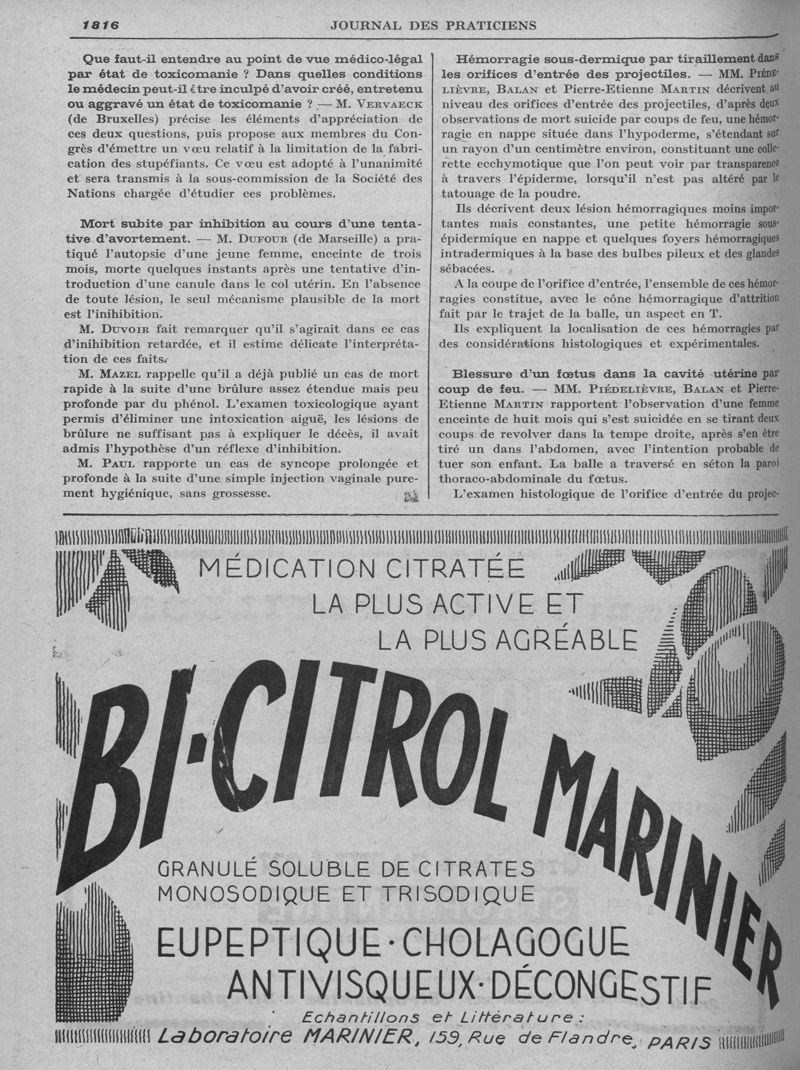 1816
JOURNAL DES PRATICIENS
Que faut-il entendre au point de vue médico-légal
par état de toxicomanie ? Dans quelles conditions
le médecin peut-il être inculpé d'avoir créé, entretenu
ou aggravé un état de toxicomanie ? — M. VERVAECK
(de Bruxelles) précise les éléments d'appréciation de
ces deux questions, puis propose aux membres du Con-
grès d'émettre un vœu relatif à la limitation de la fabri-
cation des stupéfiants. Ce vœu est adopté à l'unanimité
et sera transmis à la sous-commission de la Société des
Nations chargée d'étudier ces problèmes.
Mort subite par inhibition au cours d'une tenta-
tive d'avortement. — M. DUFOUR (de Marseille) a pra-
tiqué l'autopsie d'une jeune femme, enceinte de trois
mois, morte quelques instants après une tentative d'in-
troduction d'une canule dans le col utérin. En l'absence
de toute lésion, le seul mécanisme plausible de la mort
est l'inihibition.
M. DUVOIR fait remarquer qu'il s'agirait dans ce cas
d'inihibition retardée, et il estime délicate l'interpréta-
tion de ces faits.
M. MAZEL rappelle qu'il a déjà publié un cas de mort
rapide à la suite d'une brûlure assez étendue mais peu
profonde par du phénol. L'examen toxicologique ayant
permis d'éliminer une intoxication aiguë, les lésions de
brûlure ne suffisant pas à expliquer le décès, il avait
admis l'hypothèse d'un réflexe d'inhibition.
M. PAUL rapporte un cas de syncope prolongée et
profonde à la suite d'une simple injection vaginale pure-
ment hygiénique, sans grossesse.
Hémorragie sous-dermique par tiraillement dans
les orifices d'entrée des projectiles. — MM. PIÉDE-
LIÈVRE, BALAN et Pierre-Etienne MARTIN décrivent au
niveau des orifices d'entrée des projectiles, d'après deux
observations de mort suicide par coups de feu, une hémor-
ragie en nappe située dans l'hypoderme, s'étendant sur
un rayon d'un centimètre environ, constituant une colle-
rette ecchymotique que l'on peut voir par transparence
à travers l'épiderme, lorsqu'il n'est pas altéré par le
tatouage de la poudre.
Ils décrivent deux lésion hémorragiques moins impor-
tantes mais constantes, une petite hémorragie sous-
épidermique en nappe et quelques foyers hémorragiques
intradermiques à la base des bulbes pileux et des glandes
sébacées.
A la coupe de l'orifice d'entrée, l'ensemble de ces hémor-
ragies constitue, avec le cône hémorragique d'attrition
fait par le trajet de la balle, un aspect en T.
Ils expliquent la localisation de ces hémorragies par
des considérations histologiques et expérimentales.
Blessure d'un fœtus dans la cavité utérine par
coup de feu. — MM. PIÉDELIÈVRE, BALAN et Pierre-
Etienne MARTIN rapportent l'observation d'une femme
enceinte de huit mois qui s'est suicidée en se tirant deux
coups de revolver dans la tempe droite, après s'en être
tiré un dans l'abdomen, avec l'intention probable de
tuer son enfant. La balle a traversé en séton la paroi
thoraco-abdominale du fœtus.
L'examen histologique de l'orifice d'entrée du projec-
MÉDICATION CITRATÉE
LA PLUS ACTIVE ET
LA PLUS AGRÉABLE
BI-CITROL MARINIER
GRANULÉ SOLUBLE DE CITRATES
MONOSODIQUE ET TRISODIQUE
EUPEPTIQUE · CHOLAGOGUE
ANTIVISQUEUX · DÉCONGESTIF
Echantillons et Littérature :
Laboratoire MARINIER, 159, Rue de Flandre, PARIS